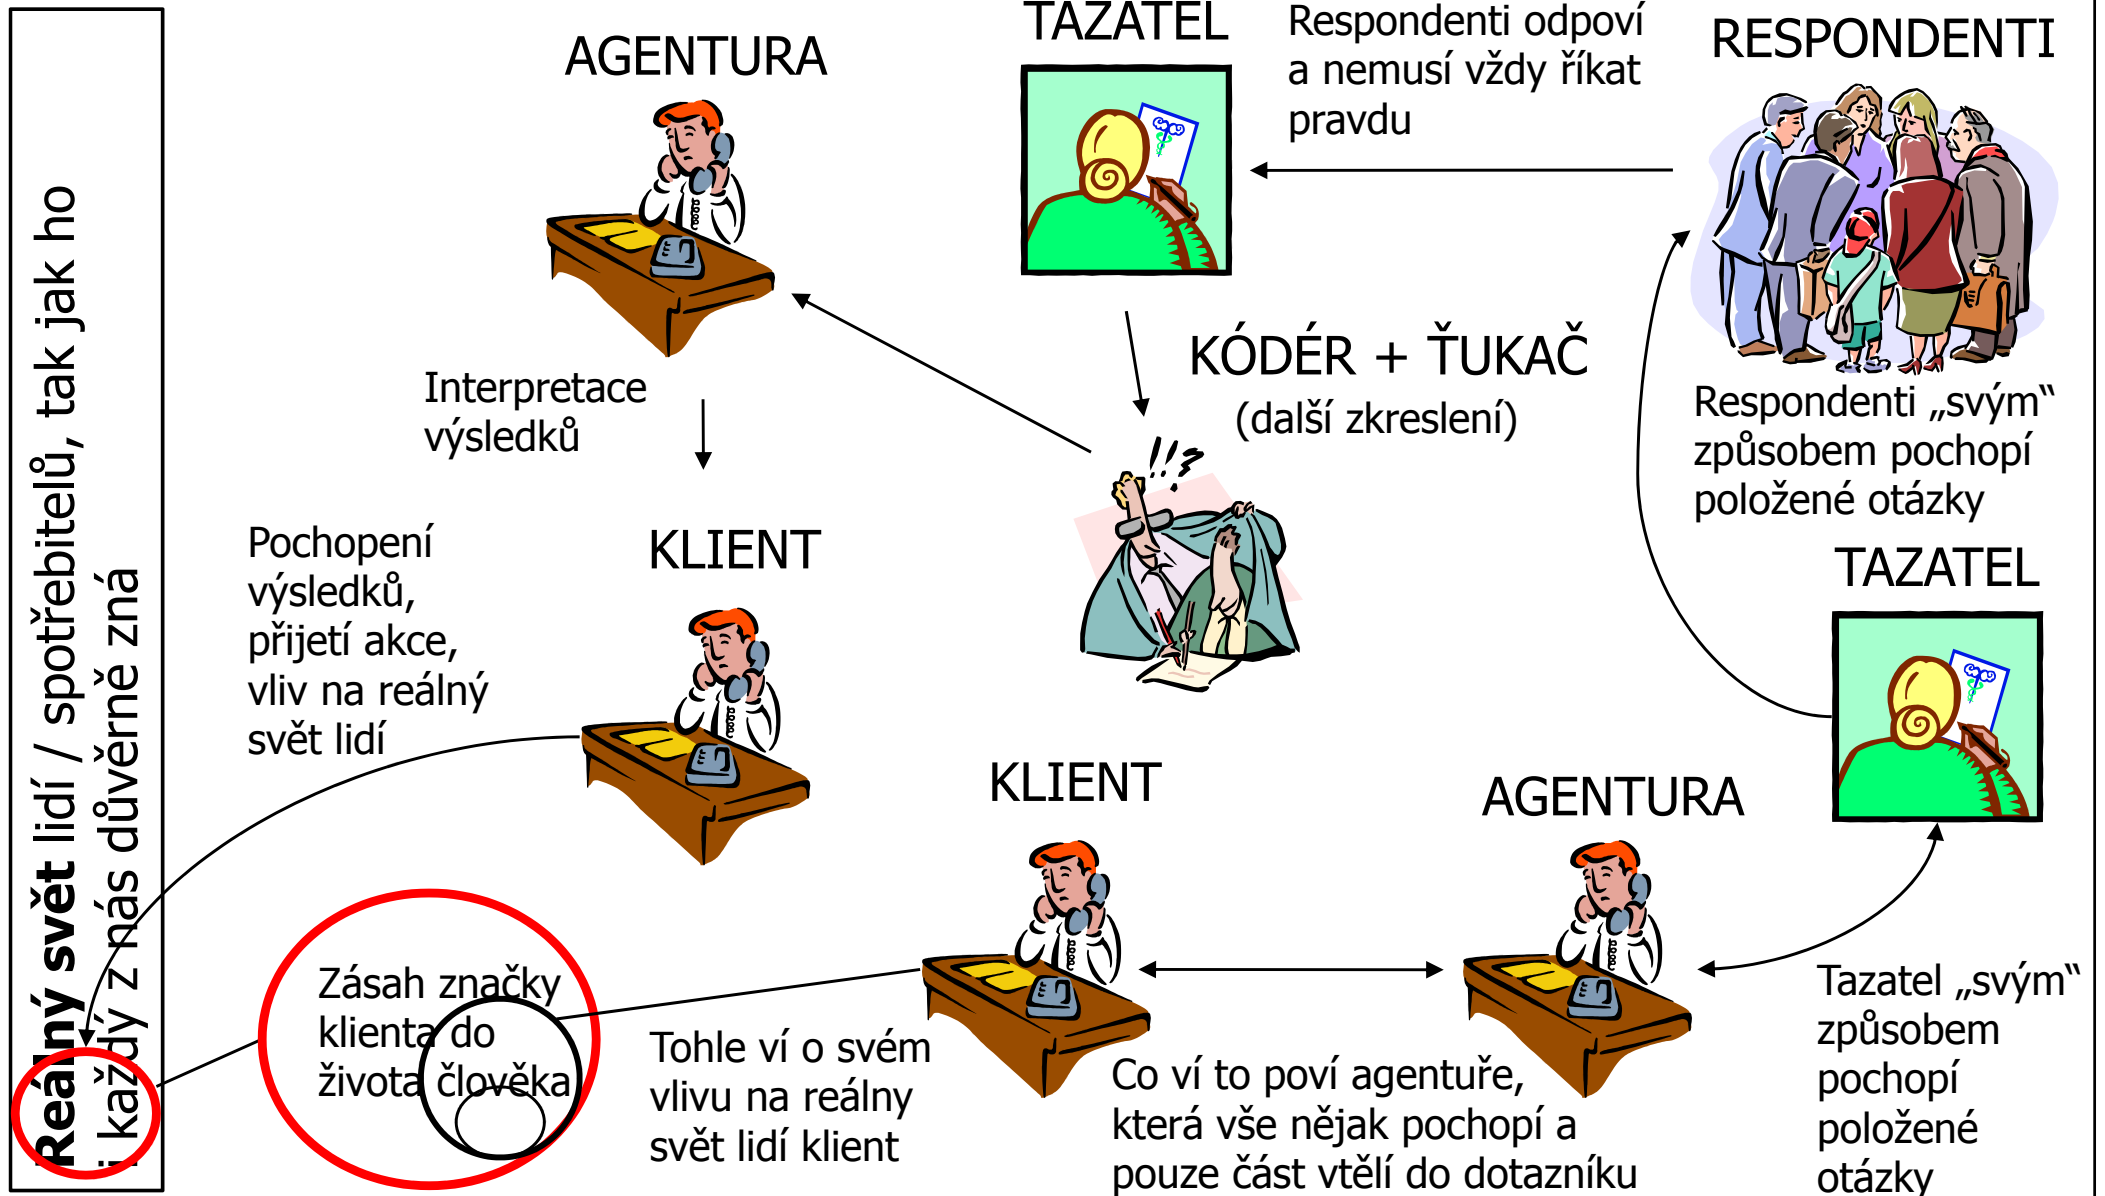 Reálný svět lidí / spotřebitelů, tak jak ho
i každý z nás důvěrně zná
AGENTURA
TAZATEL
Respondenti odpoví
a nemusí vždy říkat
pravdu
RESPONDENTI
KÓDÉR + ŤUKAČ
(další zkreslení)
Interpretace
výsledků
Respondenti „svým“
způsobem pochopí
položené otázky
Pochopení
výsledků,
přijetí akce,
vliv na reálný
svět lidí
KLIENT
TAZATEL
KLIENT
AGENTURA
Zásah značky
klienta do
života člověka
Tohle ví o svém
vlivu na reálny
svět lidí klient
Co ví to poví agentuře,
která vše nějak pochopí a
pouze část vtělí do dotazníku
Tazatel „svým“
způsobem
pochopí
položené
otázky